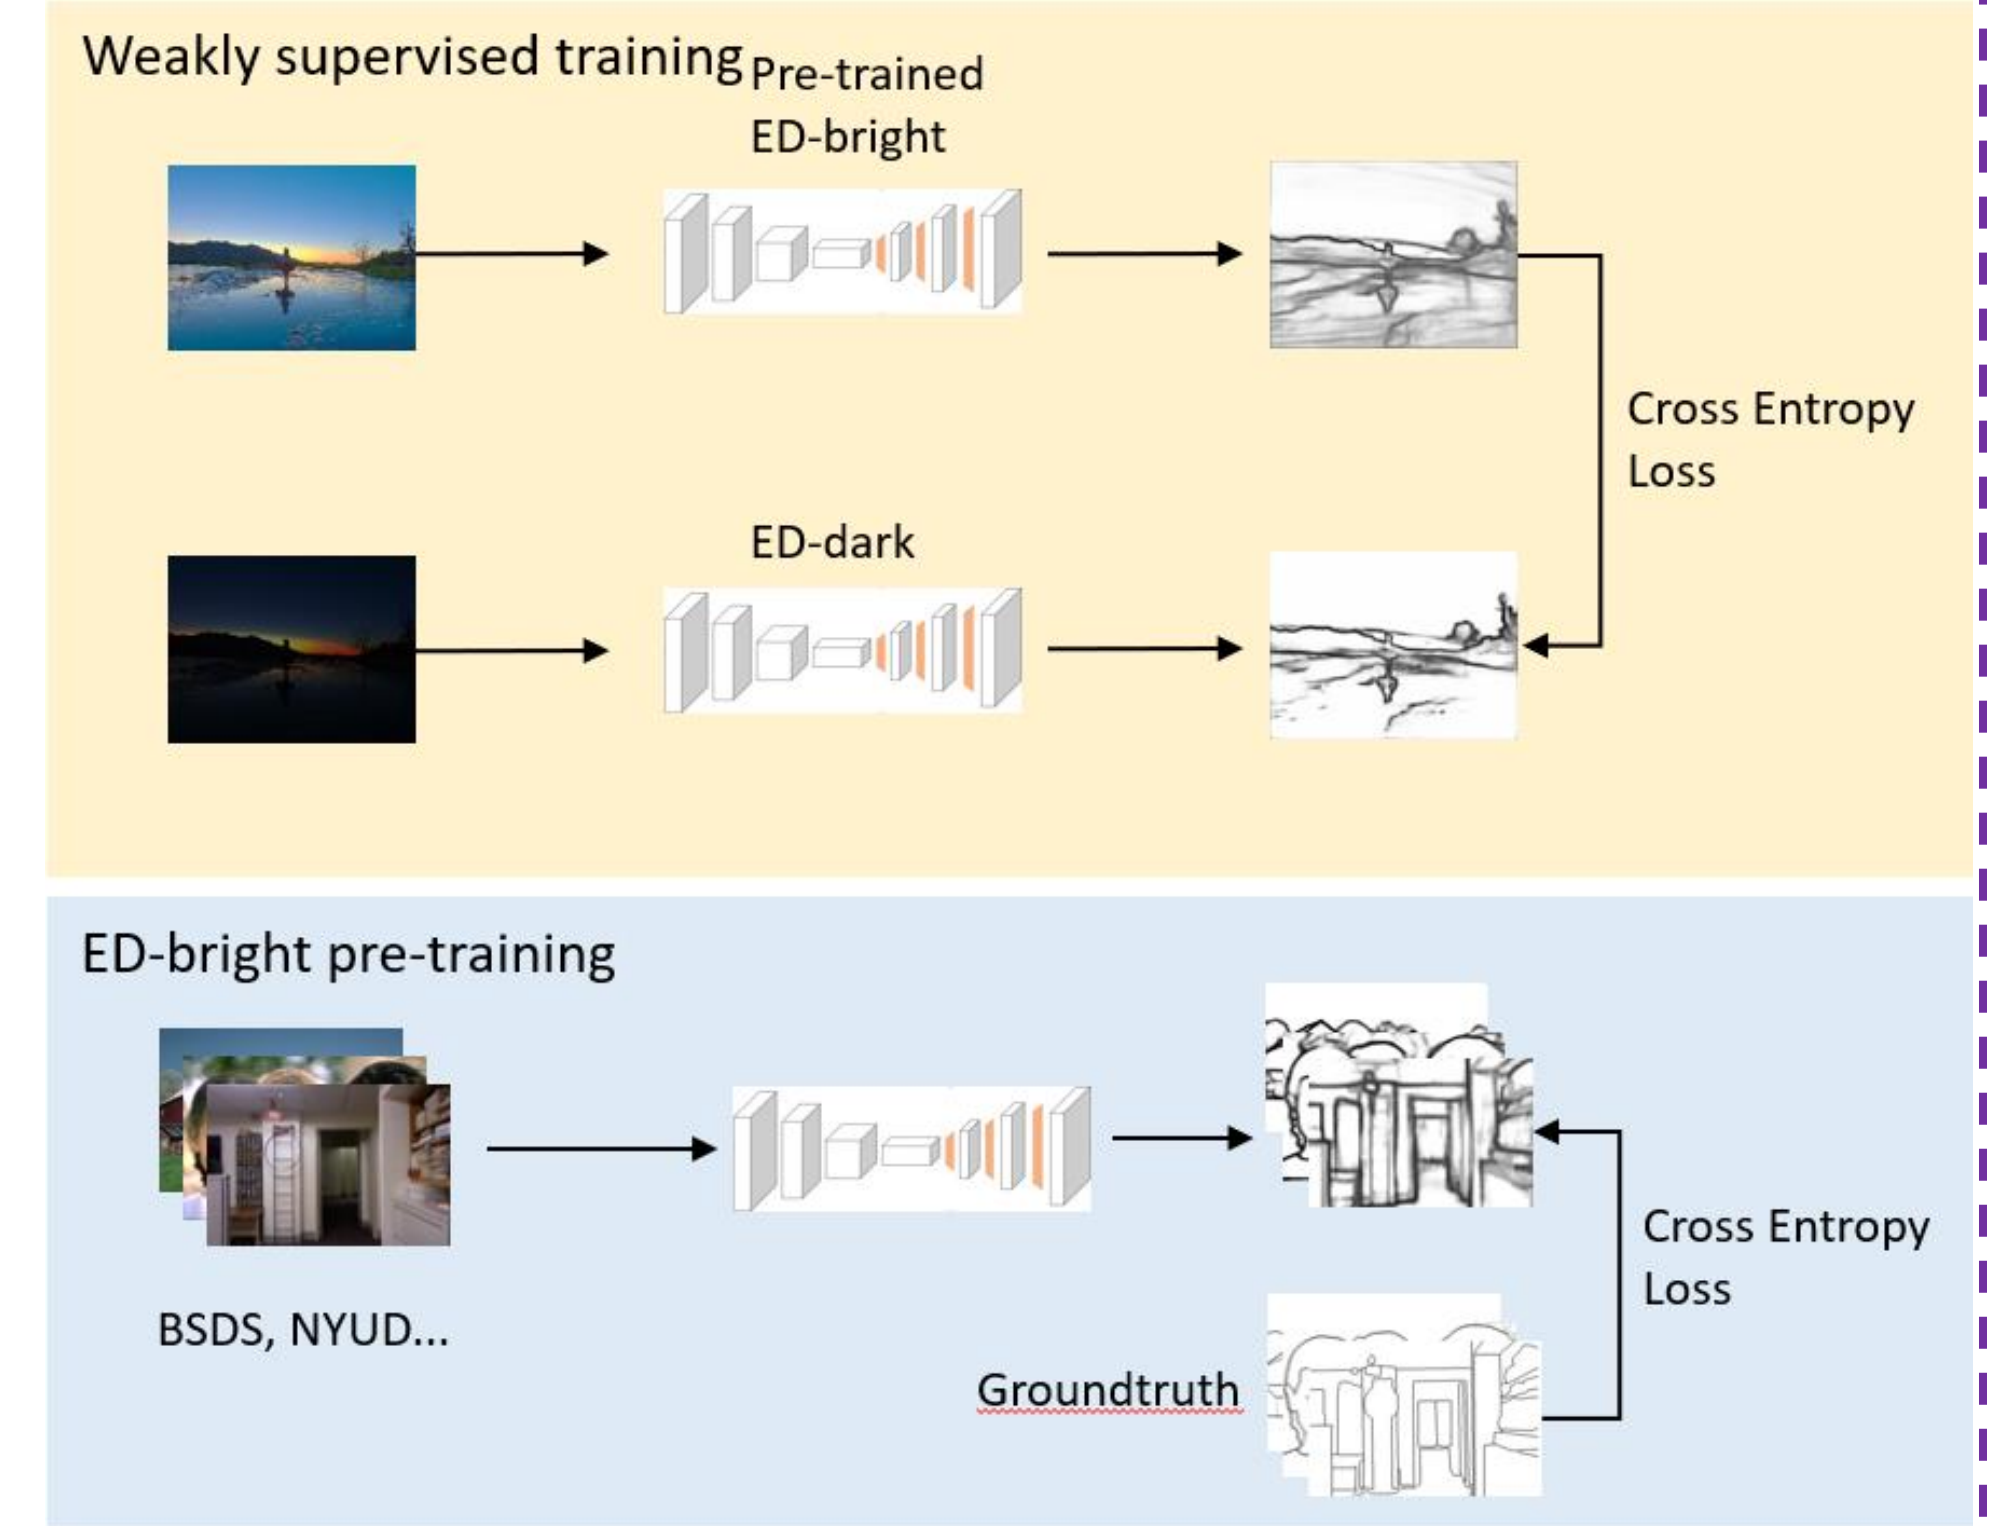 Weakly supervised training
Pre-trained
ED-bright
Cross Entropy
Loss
ED-dark
ED-bright pre-training
BSDS, NYUD...
Cross Entropy
Loss
Groundtruth